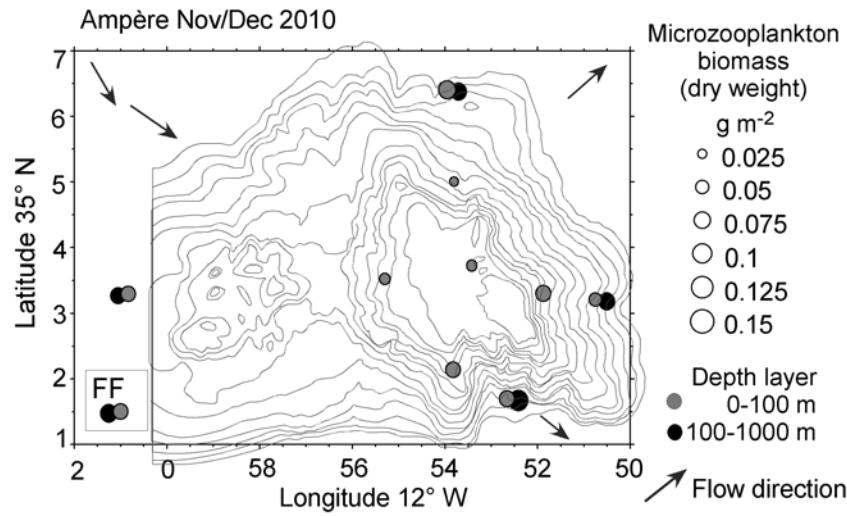 Ampère Nov/Dec 2010
7
6
5
4
3
2
1
Latitude 35° N
FF
2
0
58
56
54
52
50
Longitude 12° W
Microzooplankton
biomass
(dry weight)
g m-2
0.025
0.05
0.075
0.1
0.125
0.15
Depth layer
0-100 m
100-1000 m
Flow direction